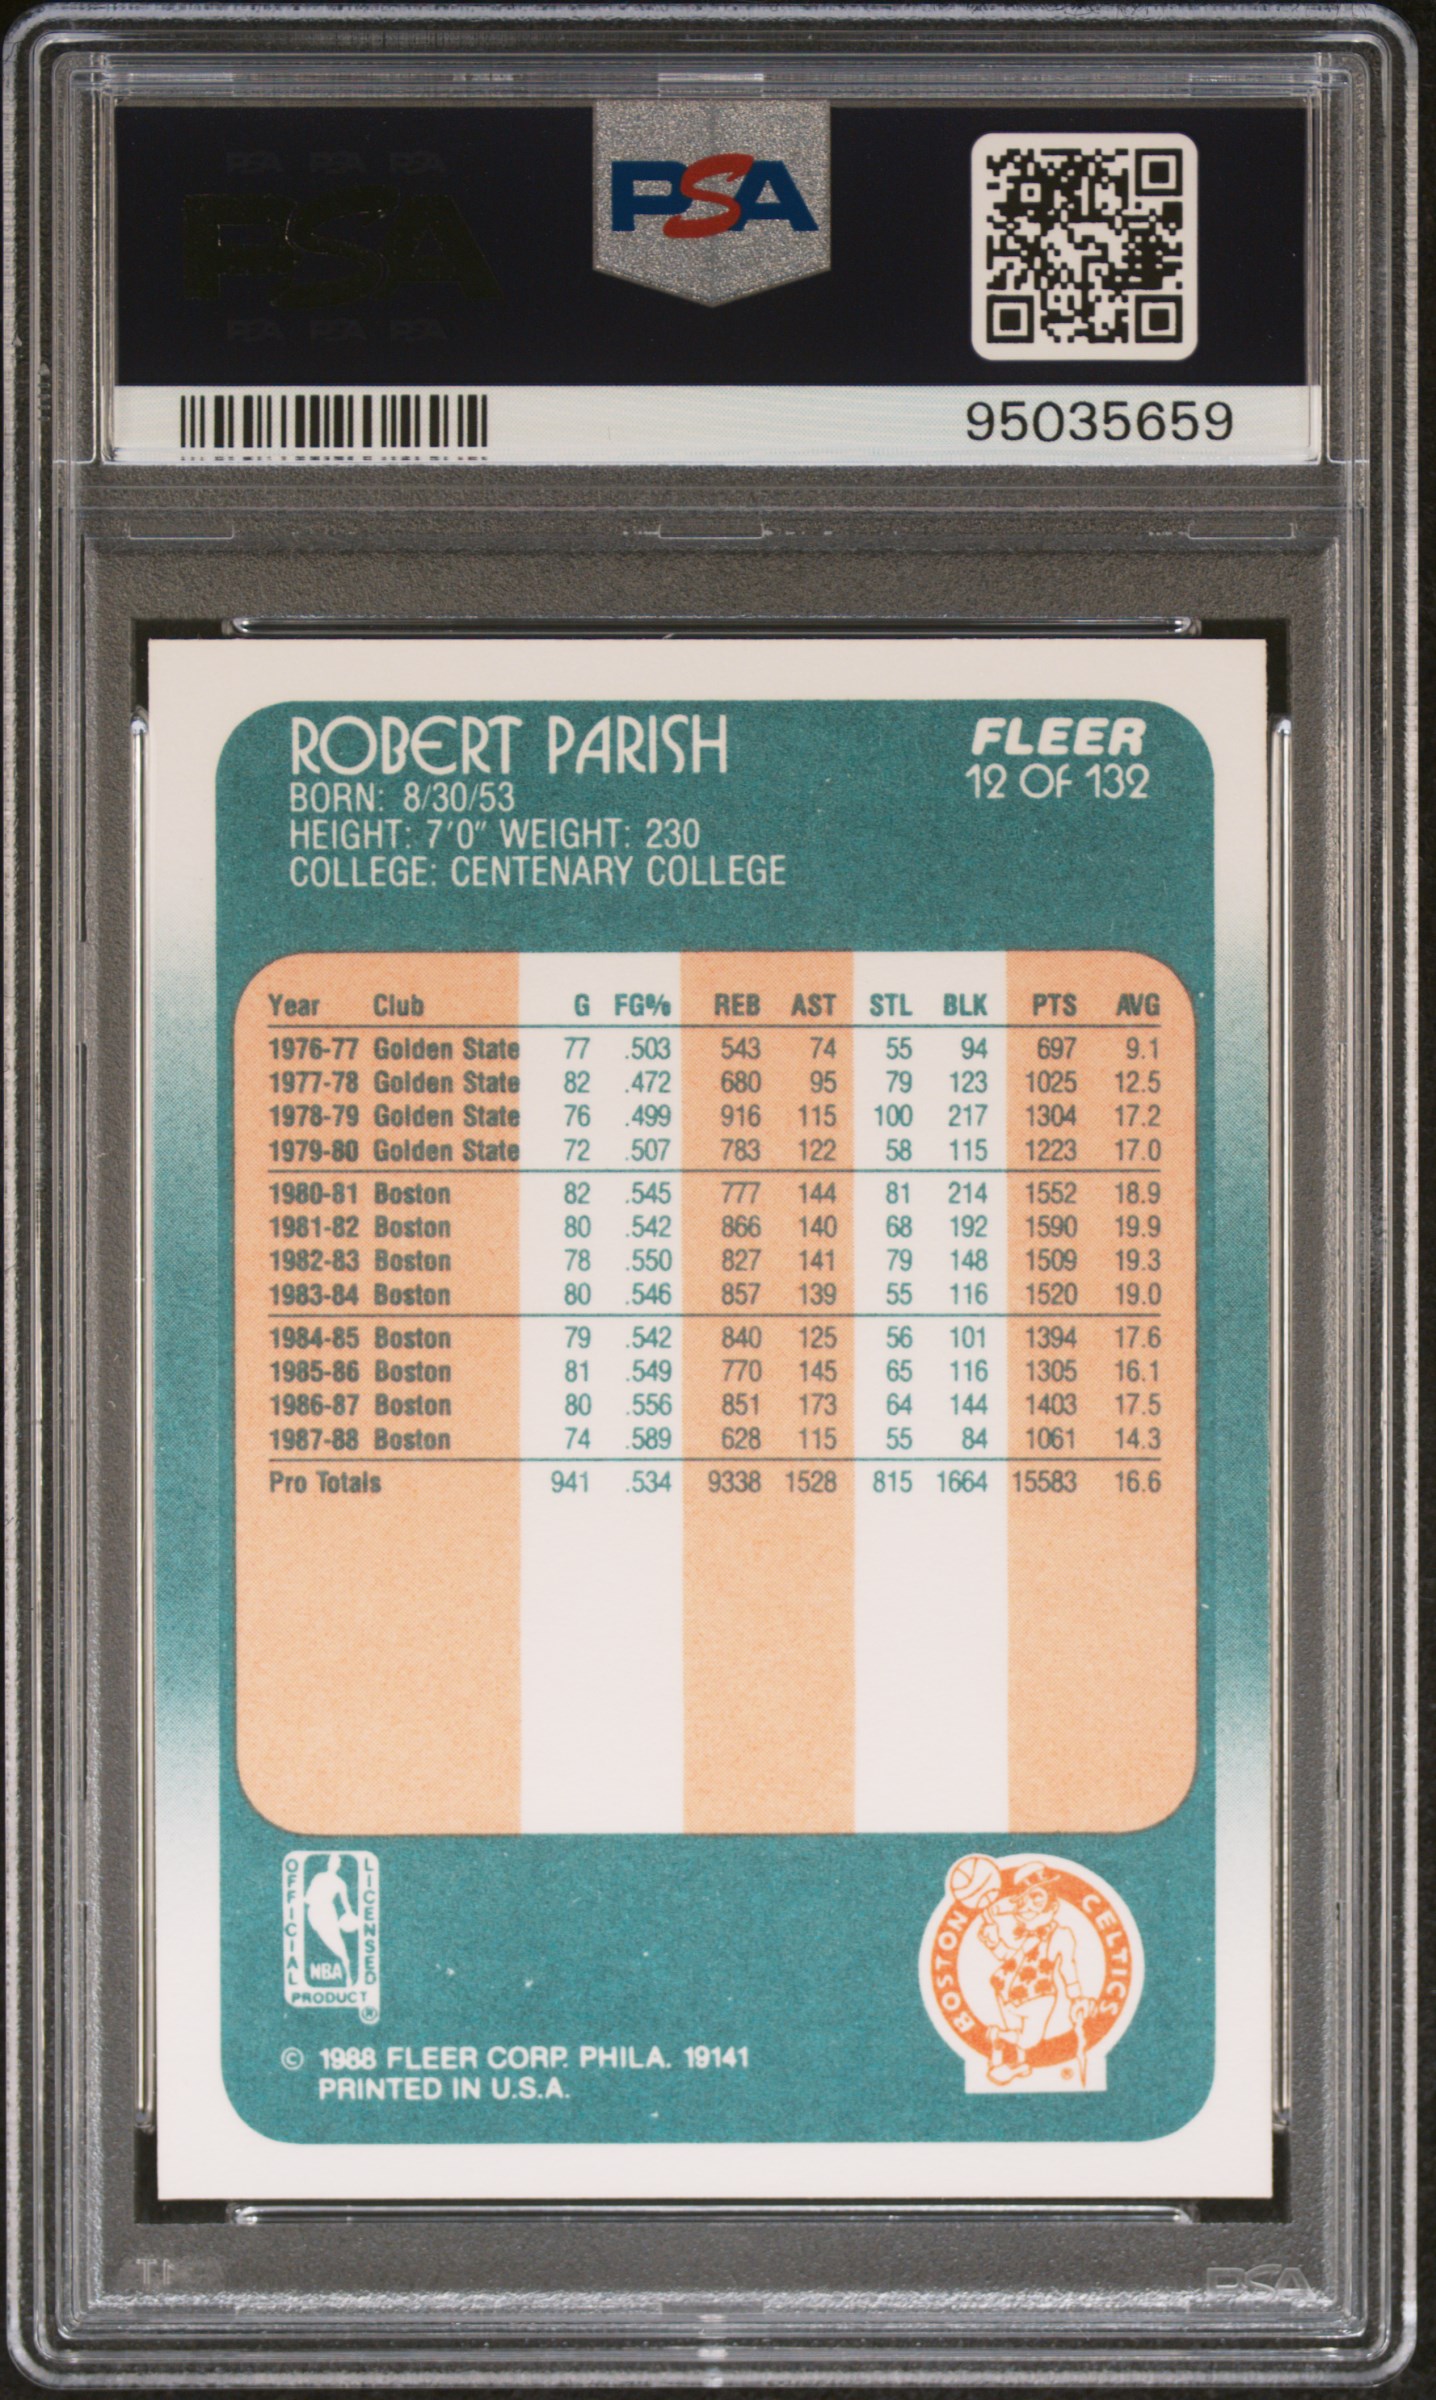 PSA PSA PSA
PSA
PSA PSA PSA
PSA
95035659
ROBERT PARISH
BORN: 8/30/53
HEIGHT: 7'0" WEIGHT: 230
COLLEGE: CENTENARY COLLEGE
FLEER
12 OF 132
Year Club G FG% REB AST STL BLK PTS AVG
1976-77 Golden State 77 .503 543 74 55 94 697 9.1
1977-78 Golden State 82 .472 680 95 79 123 1025 12.5
1978-79 Golden State 76 .499 916 115 100 217 1304 17.2
1979-80 Golden State 72 .507 783 122 58 115 1223 17.0
1980-81 Boston 82 .545 777 144 81 214 1552 18.9
1981-82 Boston 80 .542 866 140 68 192 1590 19.9
1982-83 Boston 78 .550 827 141 79 148 1509 19.3
1983-84 Boston 80 .546 857 139 55 116 1520 19.0
1984-85 Boston 79 .542 840 125 56 101 1394 17.6
1985-86 Boston 81 .549 770 145 65 116 1305 16.1
1986-87 Boston 80 .556 851 173 64 144 1403 17.5
1987-88 Boston 74 .589 628 115 55 84 1061 14.3
Pro Totals 941 .534 9338 1528 815 1664 15583 16.6
OFFICIAL LICENSED
NBA
PRODUCT ®
BOSTON CELTICS
®
© 1988 FLEER CORP. PHILA. 19141
PRINTED IN U.S.A.
PSA